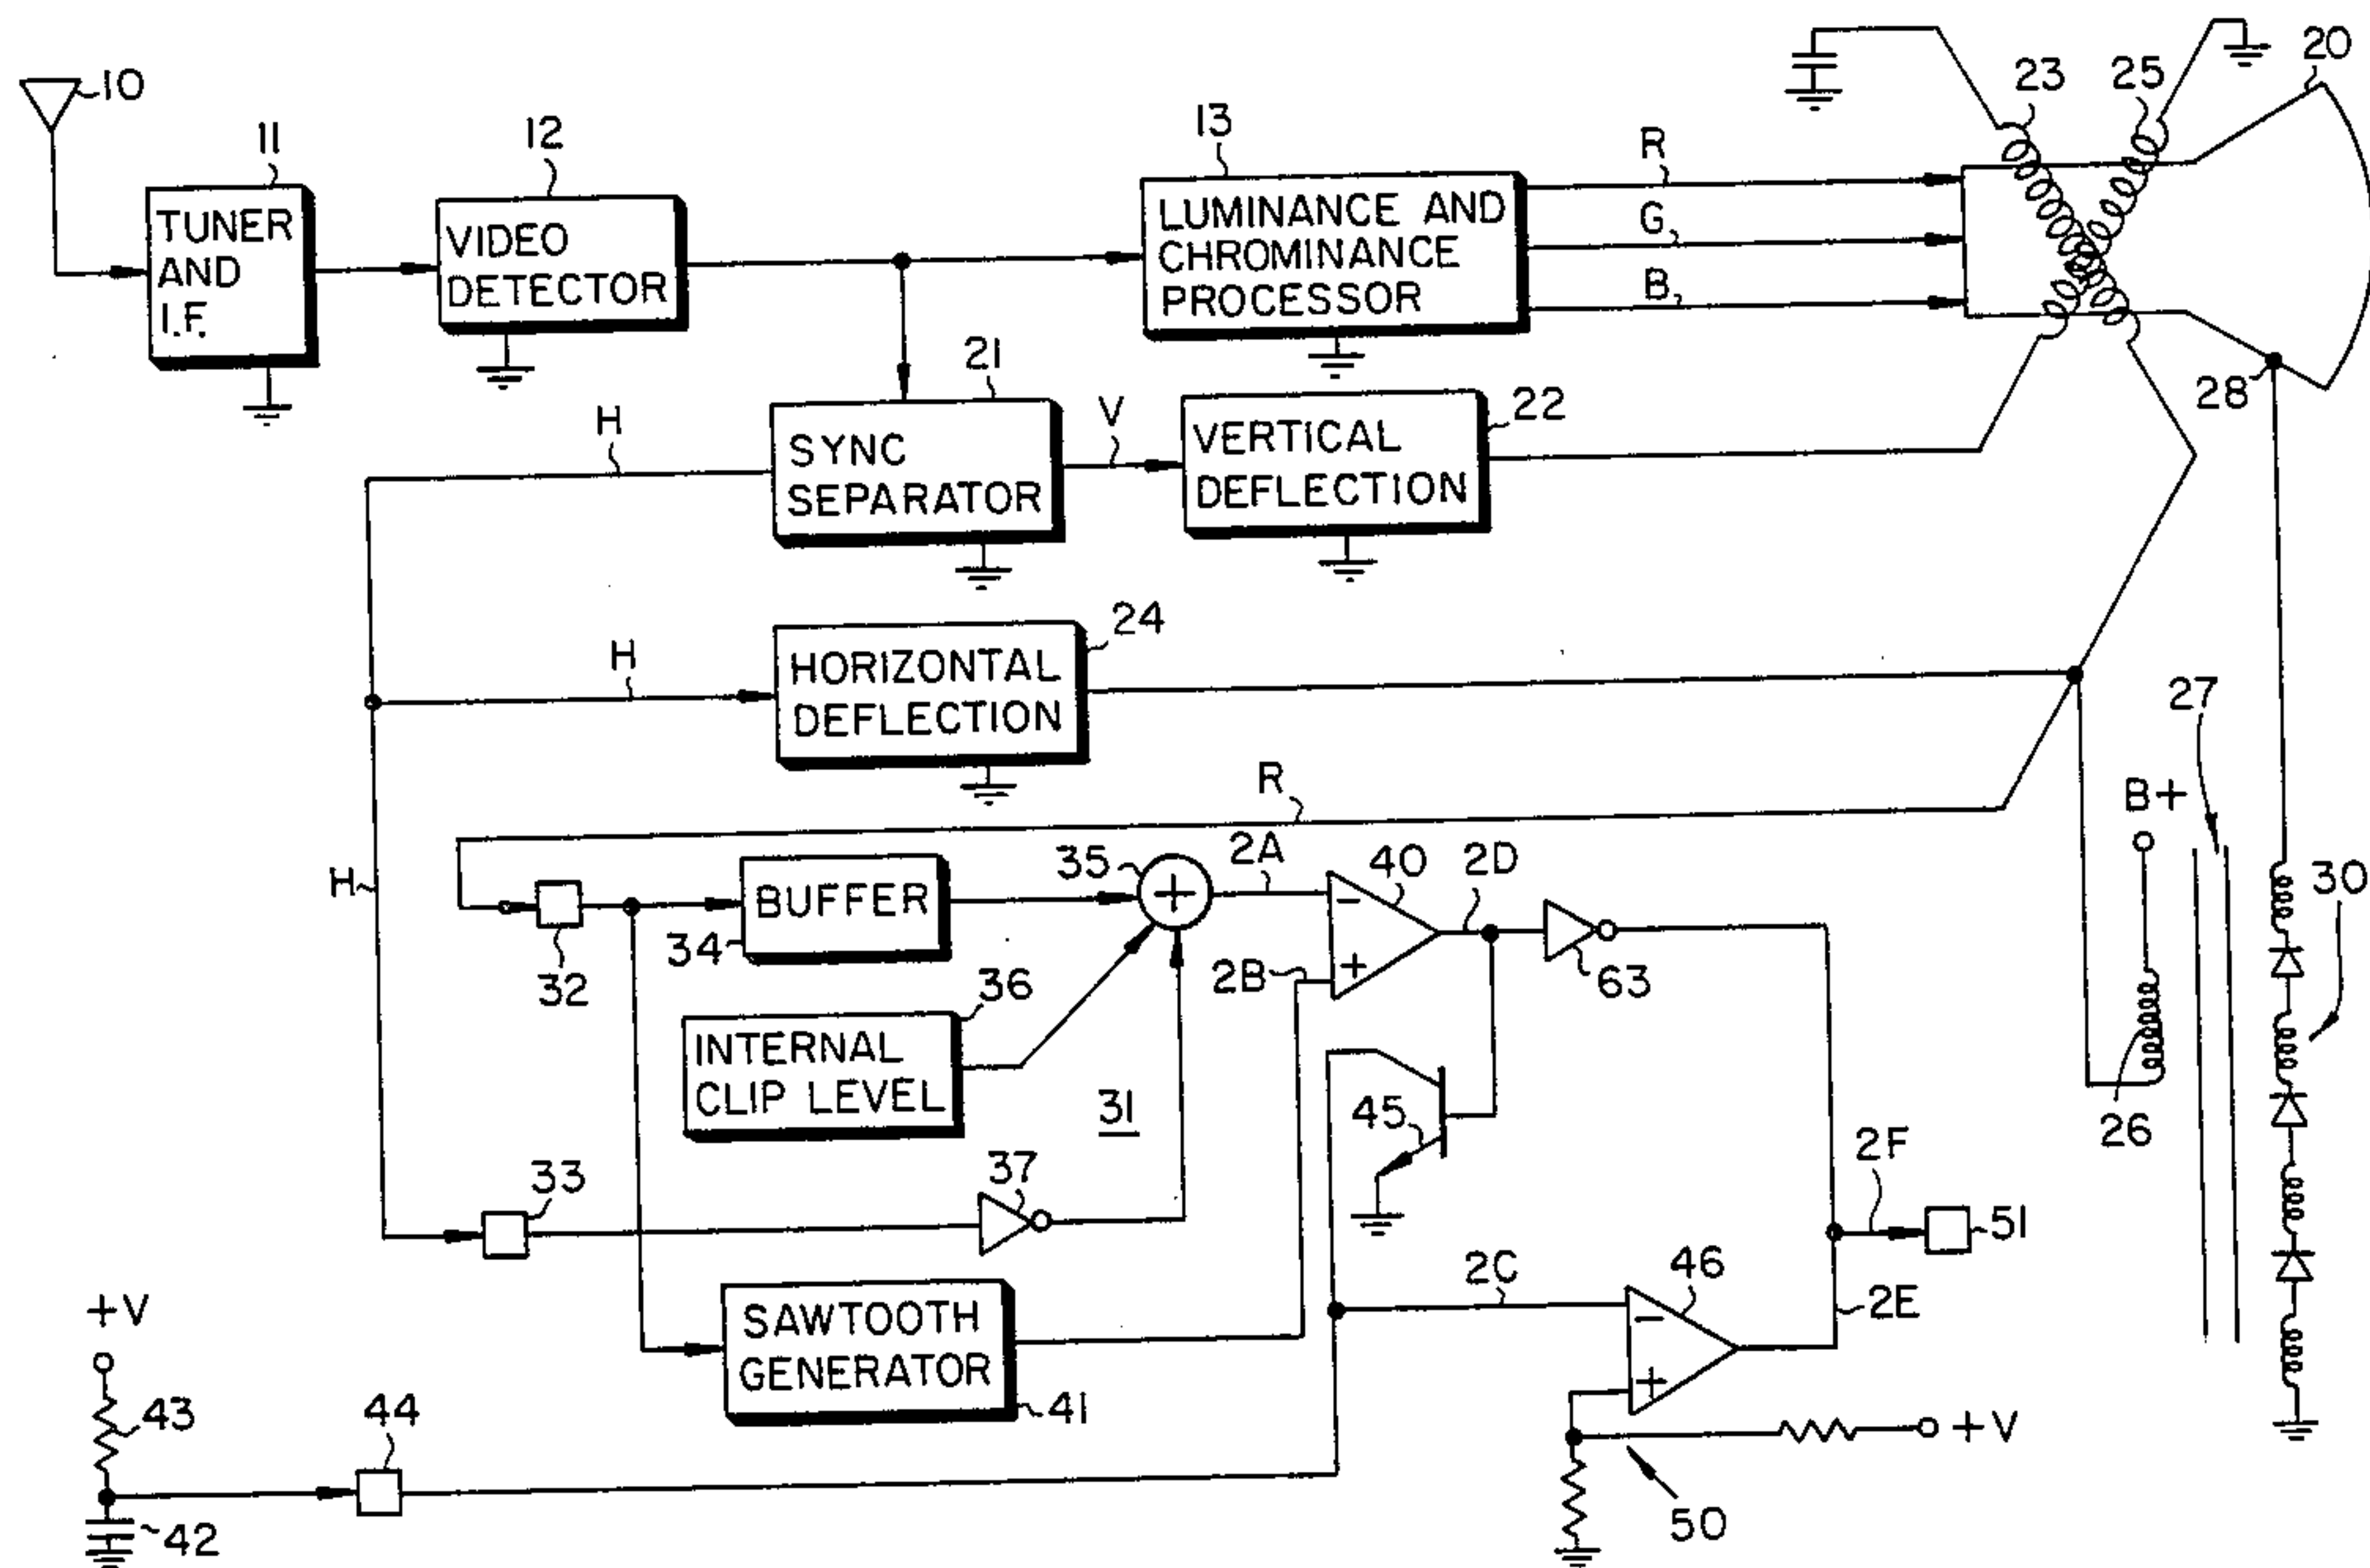 10
11
TUNER
AND
I.F.
12
VIDEO
DETECTOR
13
LUMINANCE AND
CHROMINANCE
PROCESSOR
R
G
B
23
25
20
28
21
SYNC
SEPARATOR
H
V
22
VERTICAL
DEFLECTION
H
24
HORIZONTAL
DEFLECTION
27
B+
R
H
32
BUFFER
34
35
+
2A
40
-
+
2B
2D
63
30
26
36
INTERNAL
CLIP LEVEL
31
45
33
37
2F
51
2C
46
-
+
2E
SAWTOOTH
GENERATOR
41
+V
43
44
42
+V
50